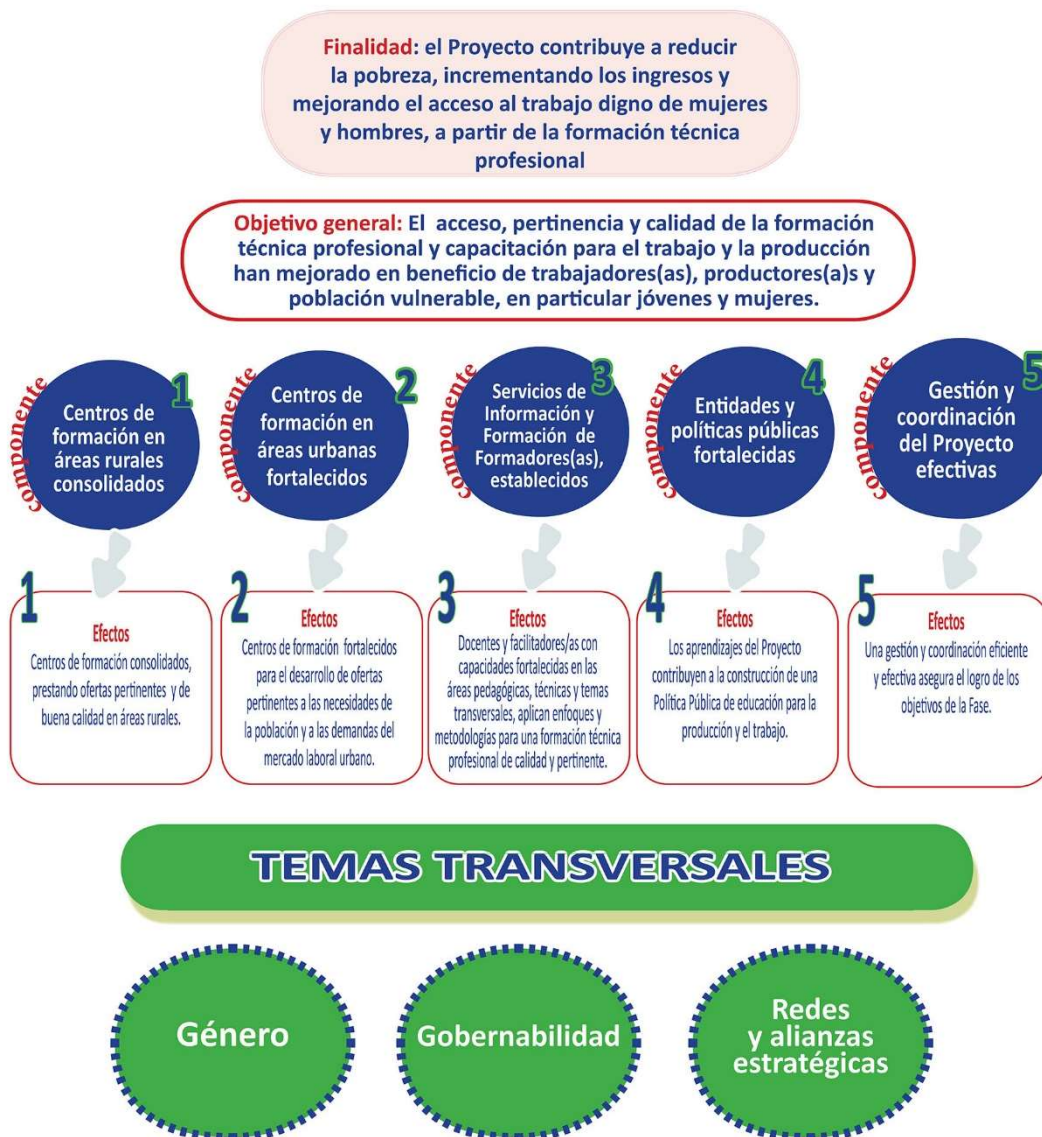 Finalidad: el Proyecto contribuye a reducir
la pobreza, incrementando los ingresos y
mejorando el acceso al trabajo digno de mujeres
y hombres, a partir de la formación técnica
profesional
Objetivo general: El acceso, pertinencia y calidad de la formación
técnica profesional y capacitación para el trabajo y la producción
han mejorado en beneficio de trabajadores(as), productores(a)s y
población vulnerable, en particular jóvenes y mujeres.
componente
1
Centros de
formación en
áreas rurales
consolidados
componente
2
Centros de
formación en
áreas urbanas
fortalecidos
componente
3
Servicios de
Información y
Formación de
Formadores(as),
establecidos
componente
4
Entidades y
políticas públicas
fortalecidas
componente
5
Gestión y
coordinación
del Proyecto
efectivas
1
Efectos
Centros de formación consolidados,
prestando ofertas pertinentes y de
buena calidad en áreas rurales.
2
Efectos
Centros de formación fortalecidos
para el desarrollo de ofertas
pertinentes a las necesidades de
la población y a las demandas del
mercado laboral urbano.
3
Efectos
Docentes y facilitadores/as con
capacidades fortalecidas en las
áreas pedagógicas, técnicas y temas
transversales, aplican enfoques y
metodologías para una formación técnica
profesional de calidad y pertinente.
4
Efectos
Los aprendizajes del Proyecto
contribuyen a la construcción de una
Política Pública de educación para la
producción y el trabajo.
5
Efectos
Una gestión y coordinación eficiente
y efectiva asegura el logro de los
objetivos de la Fase.
TEMAS TRANSVERSALES
Género
Gobernabilidad
Redes
y alianzas
estratégicas